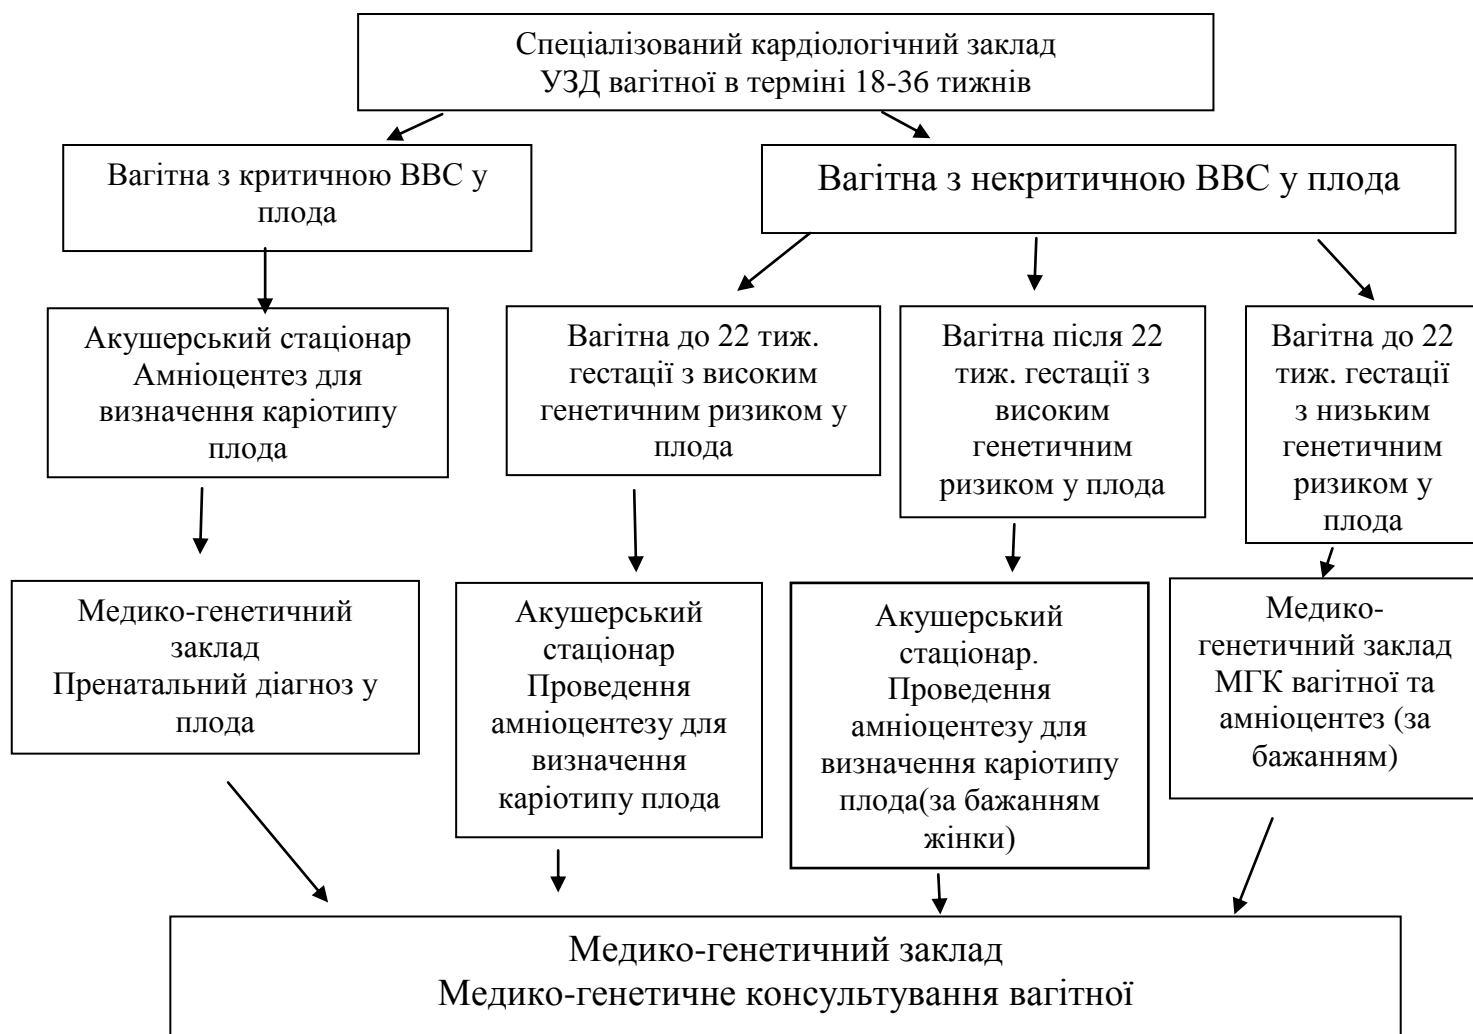 Спеціалізований кардіологічний заклад
УЗД вагітної в терміні 18-36 тижнів
Вагітна з критичною ВВС у
плода
Вагітна з некритичною ВВС у плода
Акушерський стаціонар
Амніоцентез для
визначення каріотипу
плода
Вагітна до 22 тиж.
гестації з високим
генетичним ризиком у
плода
Вагітна після 22
тиж. гестації з
високим
генетичним
ризиком у плода
Вагітна до 22
тиж. гестації
з низьким
генетичним
ризиком у
плода
Медико-генетичний
заклад
Пренатальний діагноз у
плода
Акушерський
стаціонар
Проведення
амніоцентезу для
визначення
каріотипу плода
Акушерський
стаціонар.
Проведення
амніоцентезу для
визначення каріотипу
плода(за бажанням
жінки)
Медико-
генетичний заклад
МГК вагітної та
амніоцентез (за
бажанням)
Медико-генетичний заклад
Медико-генетичне консультування вагітної